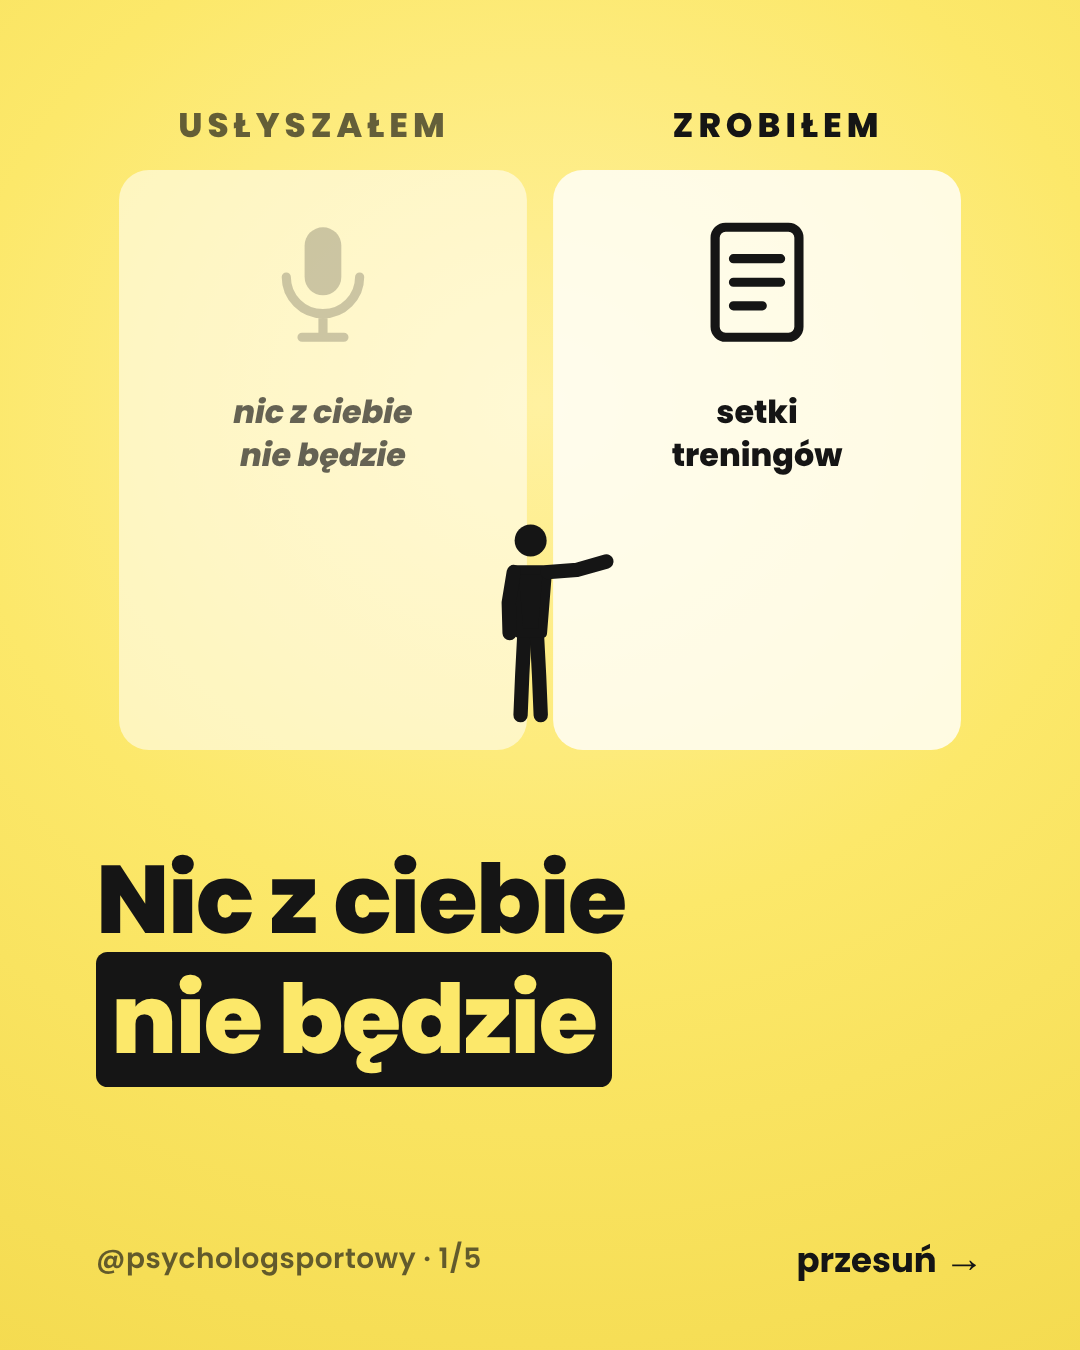 USŁYSZAŁEM
ZROBIŁEM
nic z ciebie
nie będzie
setki
treningów
Nic z ciebie
nie będzie
@psychologsportowy · 1/5
przesuń →